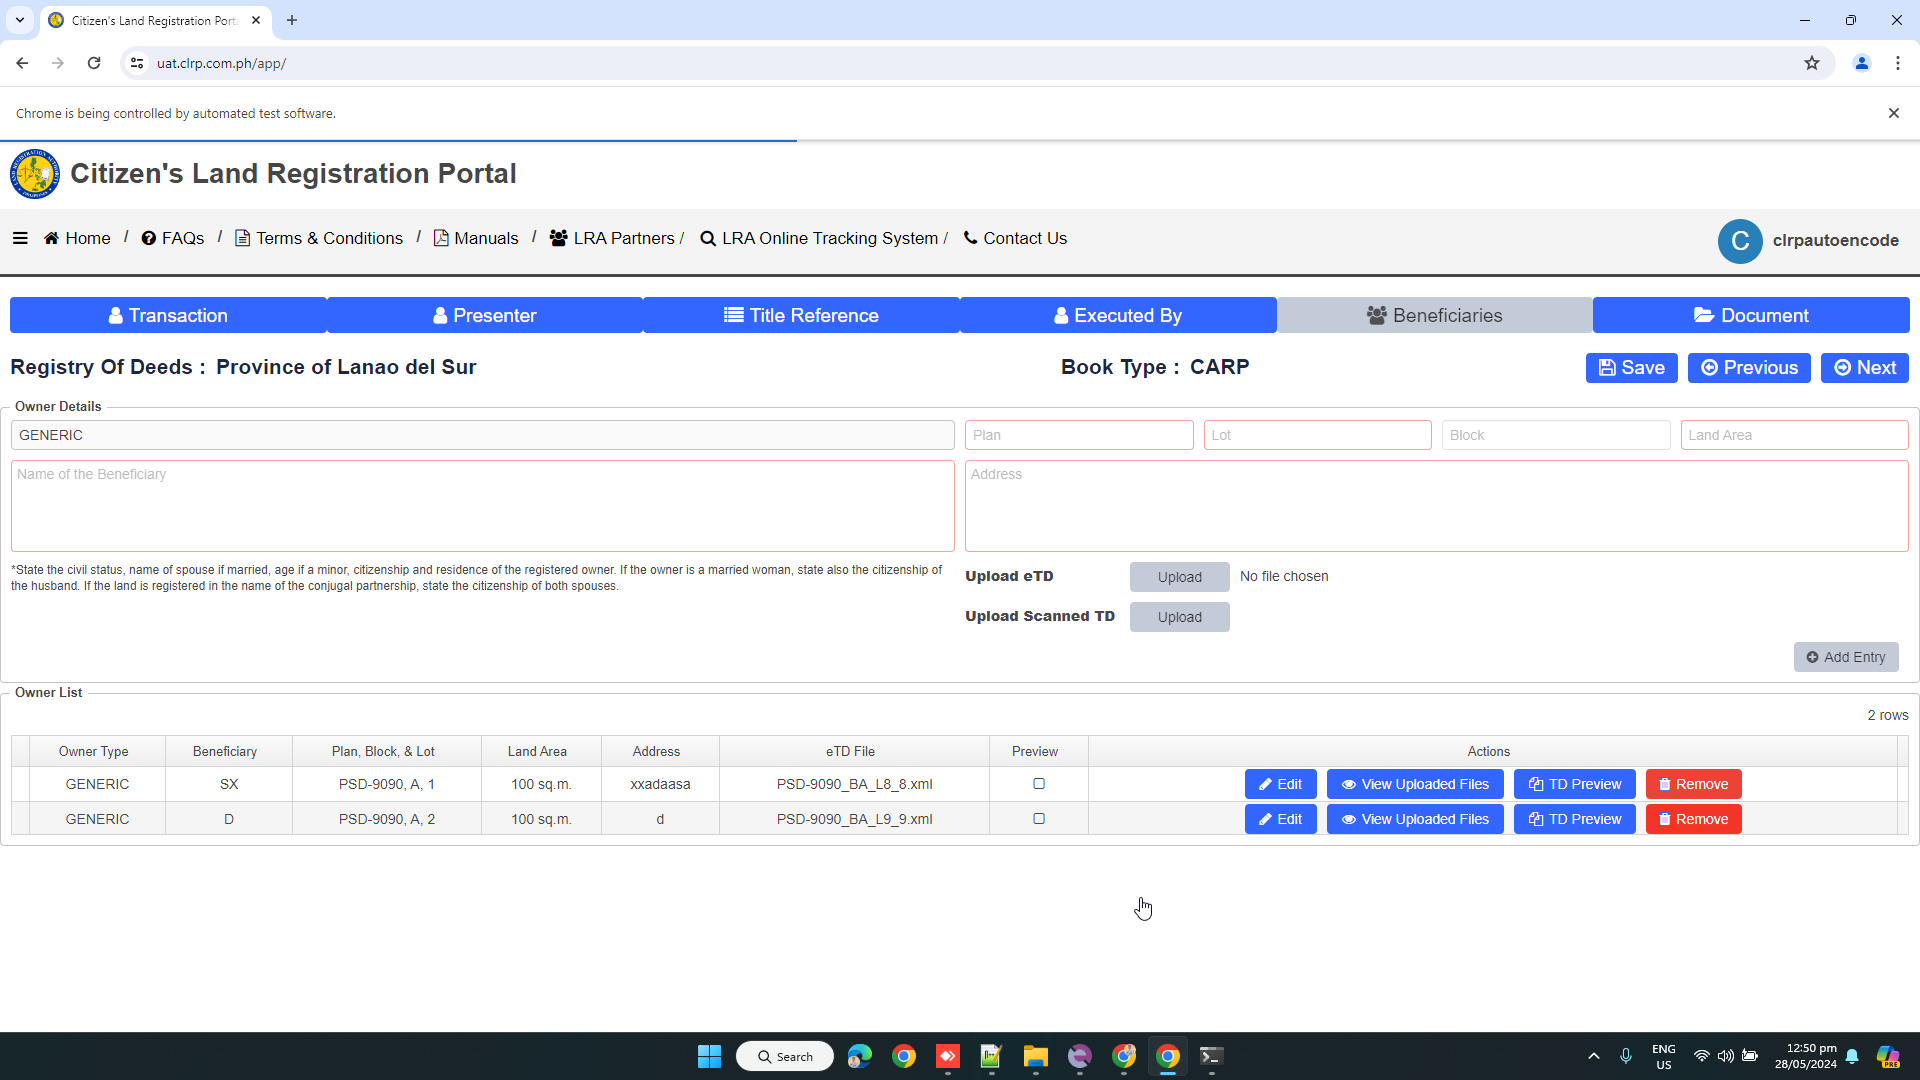 Citizen's Land Registration Porta
uat.clrp.com.ph/app/
Chrome is being controlled by automated test software.
Citizen's Land Registration Portal
Home / FAQs / Terms & Conditions / Manuals / LRA Partners / LRA Online Tracking System / Contact Us
C clrpautoencode
Transaction Presenter Title Reference Executed By Beneficiaries Document
Registry Of Deeds : Province of Lanao del Sur Book Type : CARP Save Previous Next
Owner Details
GENERIC Plan Lot Block Land Area
Name of the Beneficiary Address
*State the civil status, name of spouse if married, age if a minor, citizenship and residence of the registered owner. If the owner is a married woman, state also the citizenship of
the husband. If the land is registered in the name of the conjugal partnership, state the citizenship of both spouses.
Upload eTD Upload No file chosen
Upload Scanned TD Upload
Add Entry
Owner List
2 rows
Owner Type Beneficiary Plan, Block, & Lot Land Area Address eTD File Preview Actions
GENERIC SX PSD-9090, A, 1 100 sq.m. xxadaasa PSD-9090_BA_L8_8.xml Edit View Uploaded Files TD Preview Remove
GENERIC D PSD-9090, A, 2 100 sq.m. d PSD-9090_BA_L9_9.xml Edit View Uploaded Files TD Preview Remove
Search
ENG
US
12:50 pm
28/05/2024
PRE